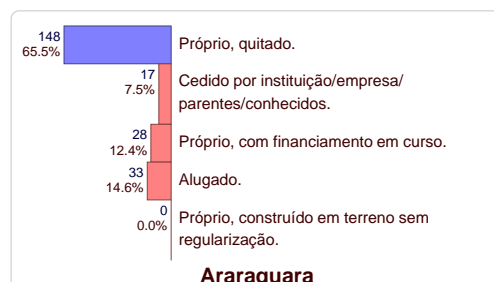 148
65.5%
Próprio, quitado.
17
7.5%
Cedido por instituição/empresa/
parentes/conhecidos.
28
12.4%
Próprio, com financiamento em curso.
33
14.6%
Alugado.
0
0.0%
Próprio, construído em terreno sem
regularização.
Araraquara